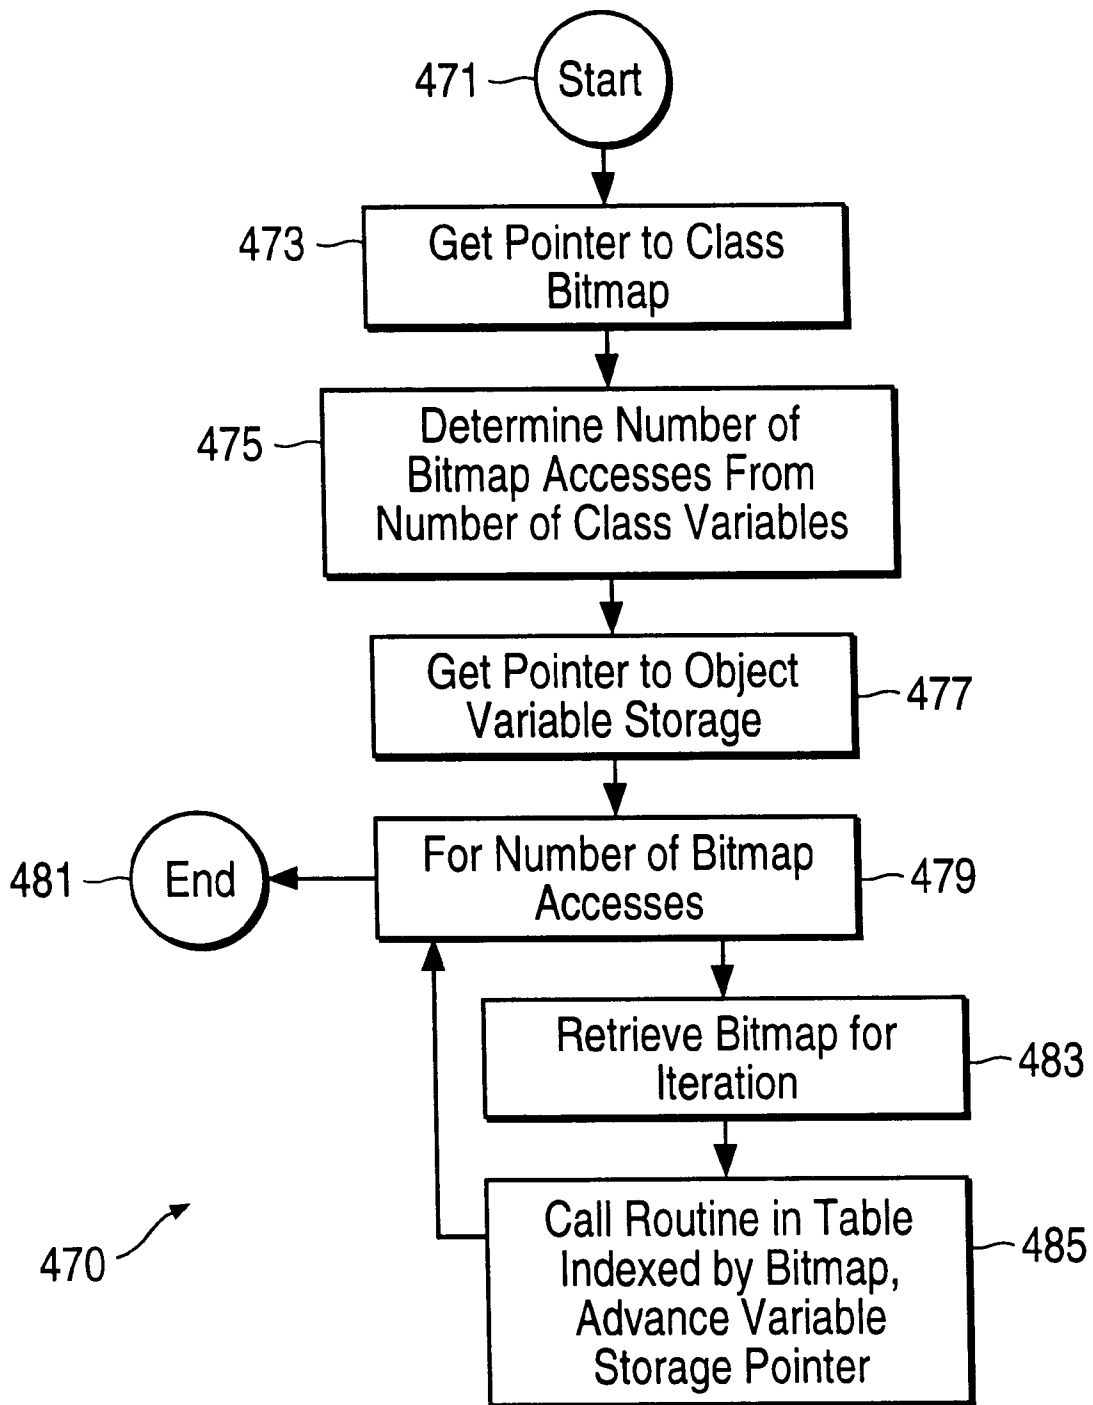 471
Start
473
Get Pointer to Class
Bitmap
475
Determine Number of
Bitmap Accesses From
Number of Class Variables
Get Pointer to Object
Variable Storage
477
481
End
For Number of Bitmap
Accesses
479
Retrieve Bitmap for
Iteration
483
Call Routine in Table
Indexed by Bitmap,
Advance Variable
Storage Pointer
485
470